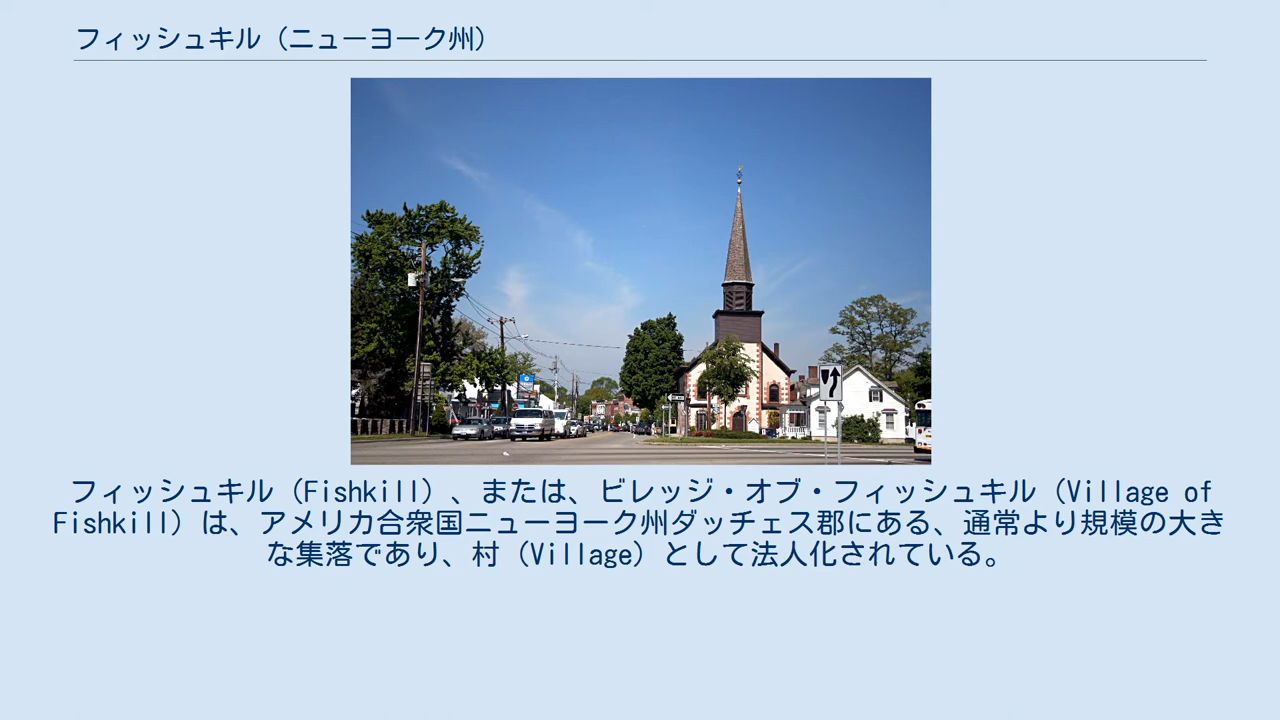 フィッシュキル（ニューヨーク州）
フィッシュキル（Fishkill）、または、ビレッジ・オブ・フィッシュキル（Village of
Fishkill）は、アメリカ合衆国ニューヨーク州ダッチェス郡にある、通常より規模の大き
な集落であり、村（Village）として法人化されている。